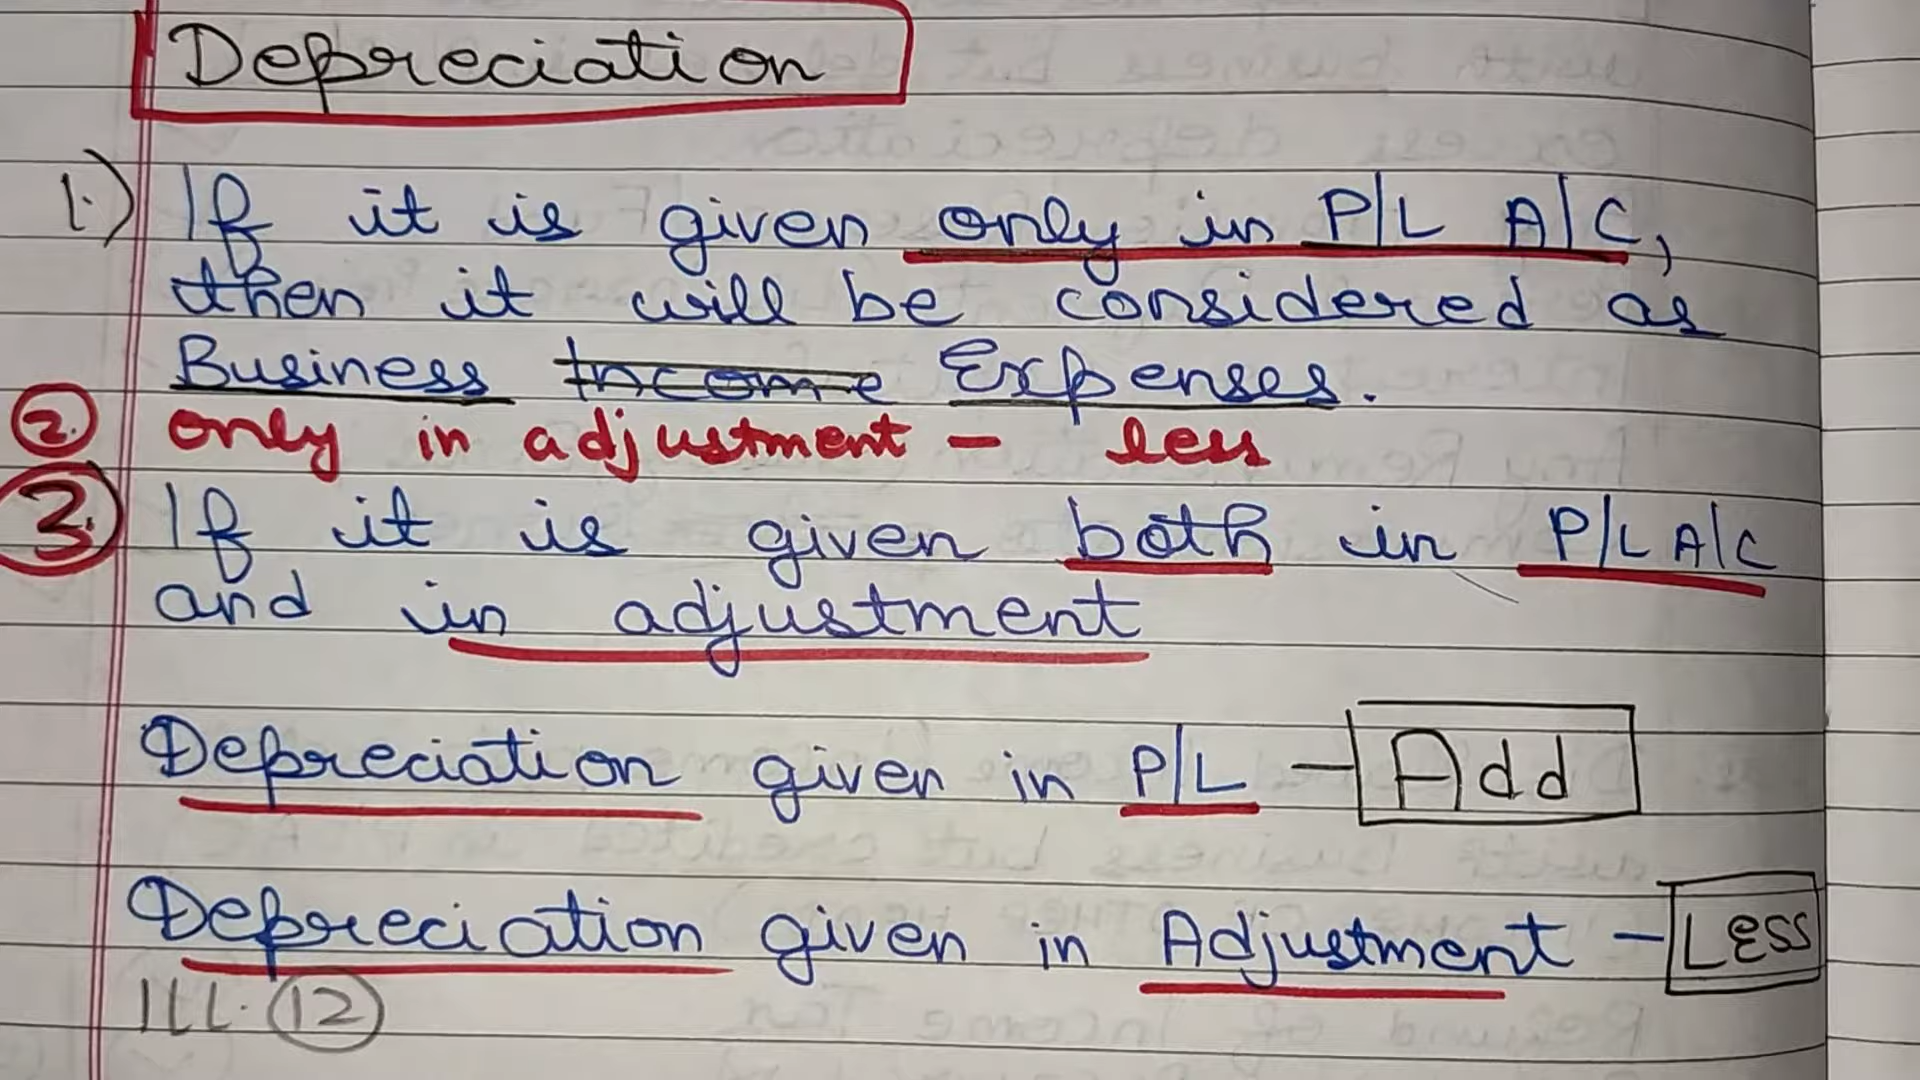 Depreciation
1.) If it is given only in P/L A/C,
then it will be considered as
Business Income Expenses.
2. only in adjustment - less
3. If it is given both in P/L A/C
and in adjustment
Depreciation given in P/L - Add
Depreciation given in Adjustment - Less
ILL. 12